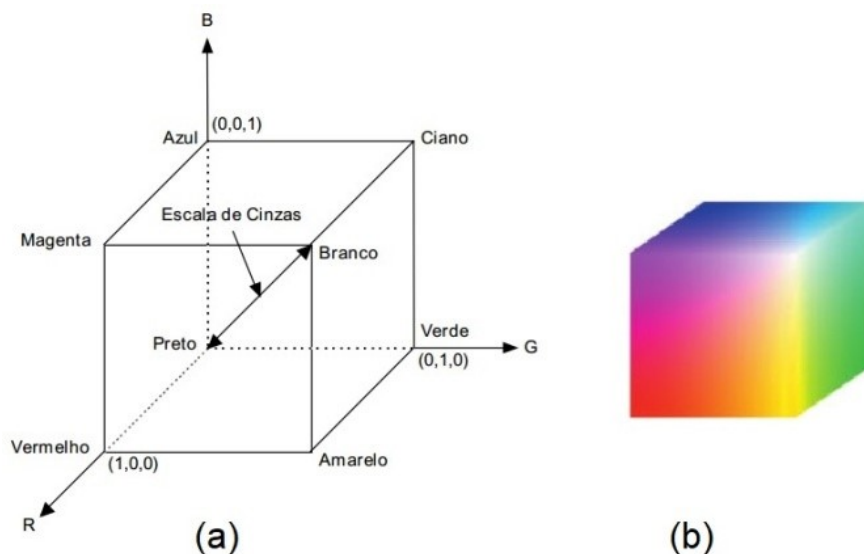 B
Azul (0,0,1) Ciano
Escala de Cinzas
Magenta Branco
Preto Verde
G
(0,1,0)
Vermelho (1,0,0) Amarelo
R
(a) (b)